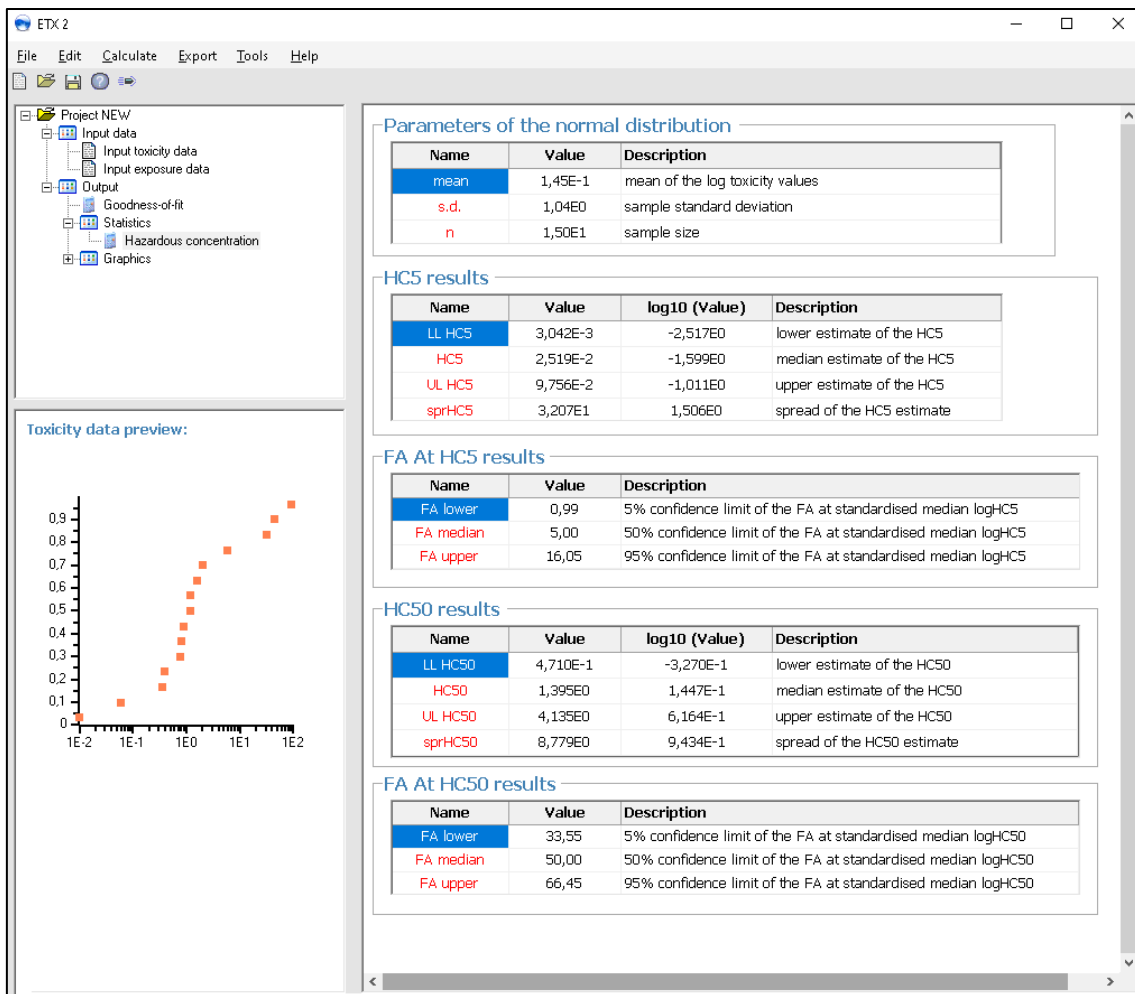 ETX 2
File Edit Calculate Export Tools Help
Project NEW
Input data
Input toxicity data
Input exposure data
Output
Goodness-of-fit
Statistics
Hazardous concentration
Graphics
Toxicity data preview:
0,9
0,8
0,7
0,6
0,5
0,4
0,3
0,2
0,1
0
1E-2 1E-1 1E0 1E1 1E2
Parameters of the normal distribution
Name Value Description
mean 1,45E-1 mean of the log toxicity values
s.d. 1,04E0 sample standard deviation
n 1,50E1 sample size
HC5 results
Name Value log10 (Value) Description
LL HC5 3,042E-3 -2,517E0 lower estimate of the HC5
HC5 2,519E-2 -1,599E0 median estimate of the HC5
UL HC5 9,756E-2 -1,011E0 upper estimate of the HC5
sprHC5 3,207E1 1,506E0 spread of the HC5 estimate
FA At HC5 results
Name Value Description
FA lower 0,99 5% confidence limit of the FA at standardised median logHC5
FA median 5,00 50% confidence limit of the FA at standardised median logHC5
FA upper 16,05 95% confidence limit of the FA at standardised median logHC5
HC50 results
Name Value log10 (Value) Description
LL HC50 4,710E-1 -3,270E-1 lower estimate of the HC50
HC50 1,395E0 1,447E-1 median estimate of the HC50
UL HC50 4,135E0 6,164E-1 upper estimate of the HC50
sprHC50 8,779E0 9,434E-1 spread of the HC50 estimate
FA At HC50 results
Name Value Description
FA lower 33,55 5% confidence limit of the FA at standardised median logHC50
FA median 50,00 50% confidence limit of the FA at standardised median logHC50
FA upper 66,45 95% confidence limit of the FA at standardised median logHC50